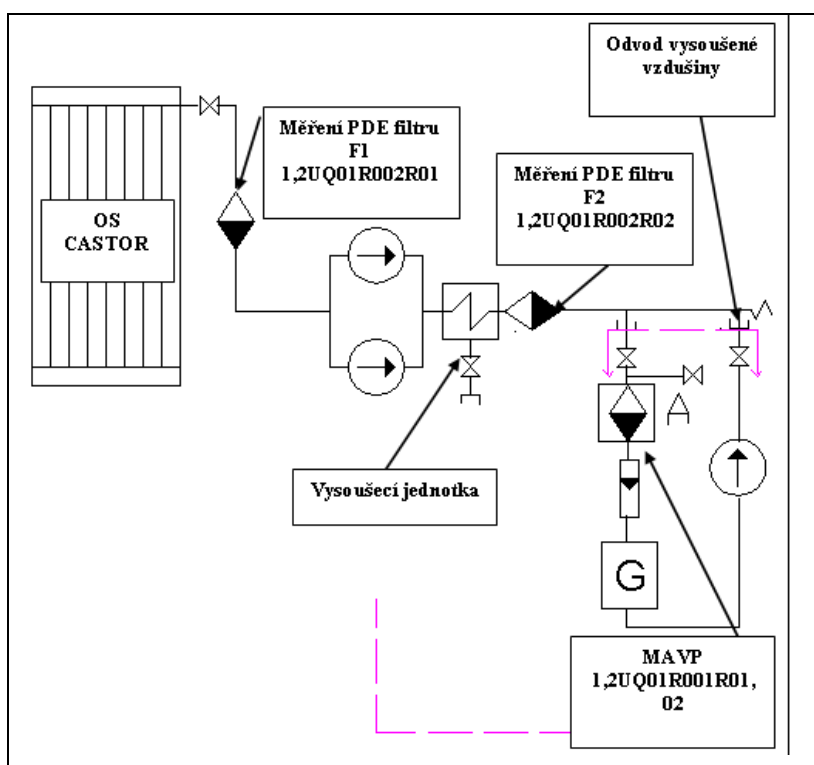 Odvod vysoušené
vzdušiny
Měření PDE filtru
F1
1,2UQ01R002R01
Měření PDE filtru
F2
1,2UQ01R002R02
OS
CASTOR
Vysoušecí jednotka
G
MAVP
1,2UQ01R001R01,
02